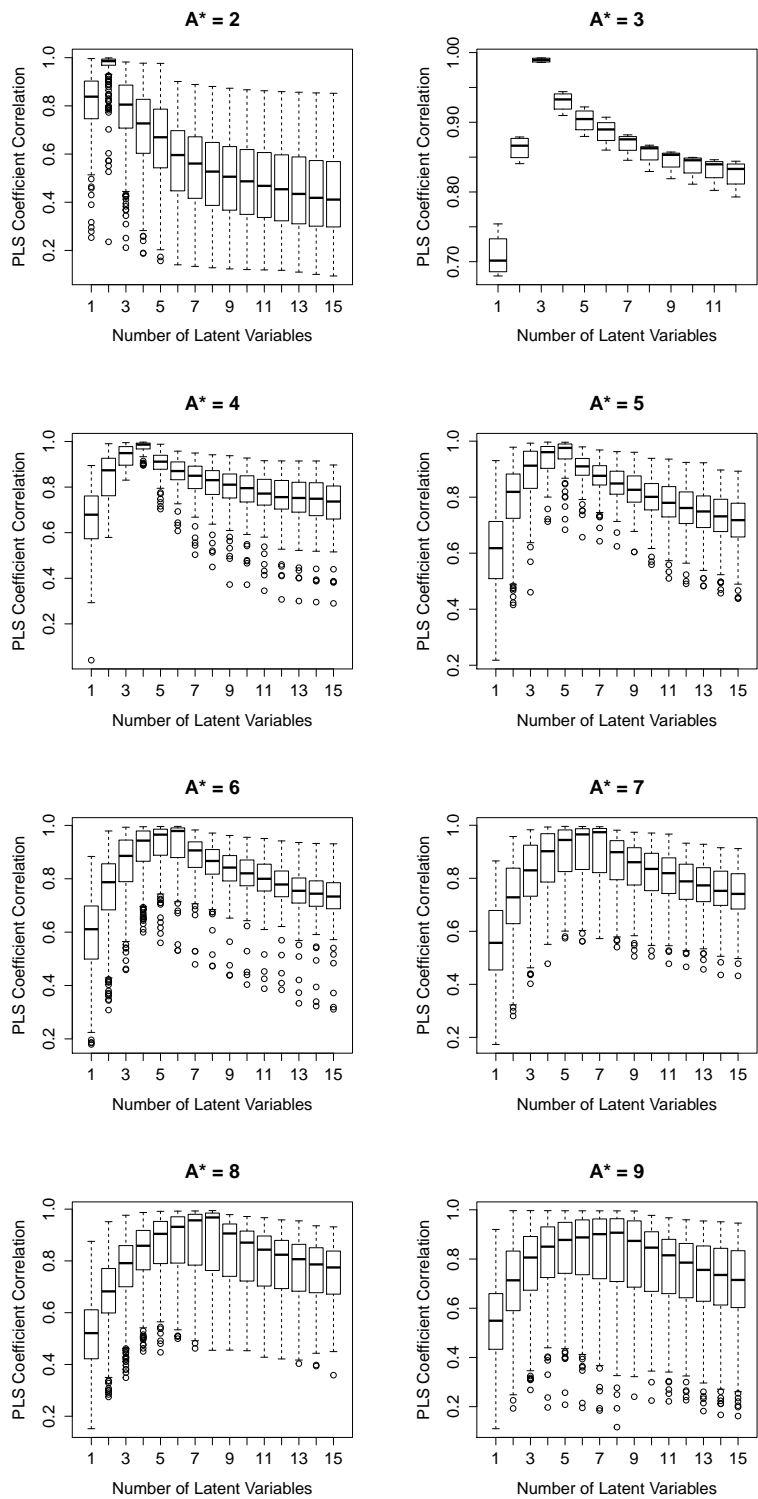 A* = 2
PLS Coefficient Correlation
0.2 0.4 0.6 0.8 1.0
1 3 5 7 9 11 13 15
Number of Latent Variables
A* = 3
PLS Coefficient Correlation
0.70 0.80 0.90 1.00
1 3 5 7 9 11
Number of Latent Variables
A* = 4
PLS Coefficient Correlation
0.2 0.4 0.6 0.8 1.0
1 3 5 7 9 11 13 15
Number of Latent Variables
A* = 5
PLS Coefficient Correlation
0.2 0.4 0.6 0.8 1.0
1 3 5 7 9 11 13 15
Number of Latent Variables
A* = 6
PLS Coefficient Correlation
0.2 0.4 0.6 0.8 1.0
1 3 5 7 9 11 13 15
Number of Latent Variables
A* = 7
PLS Coefficient Correlation
0.2 0.4 0.6 0.8 1.0
1 3 5 7 9 11 13 15
Number of Latent Variables
A* = 8
PLS Coefficient Correlation
0.2 0.4 0.6 0.8 1.0
1 3 5 7 9 11 13 15
Number of Latent Variables
A* = 9
PLS Coefficient Correlation
0.2 0.4 0.6 0.8 1.0
1 3 5 7 9 11 13 15
Number of Latent Variables